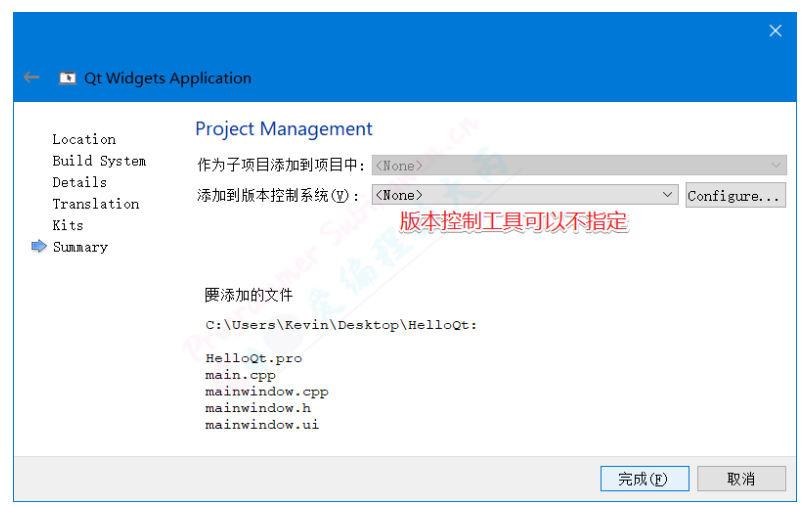 Qt Widgets Application
Project Management
Location
Build System
Details
Translation
Kits
Summary
作为子项目添加到项目中: <None>
添加到版本控制系统(V): <None> Configure...
版本控制工具可以不指定
要添加的文件
C:\Users\Kevin\Desktop\HelloQt:
HelloQt.pro
main.cpp
mainwindow.cpp
mainwindow.h
mainwindow.ui
完成(F) 取消